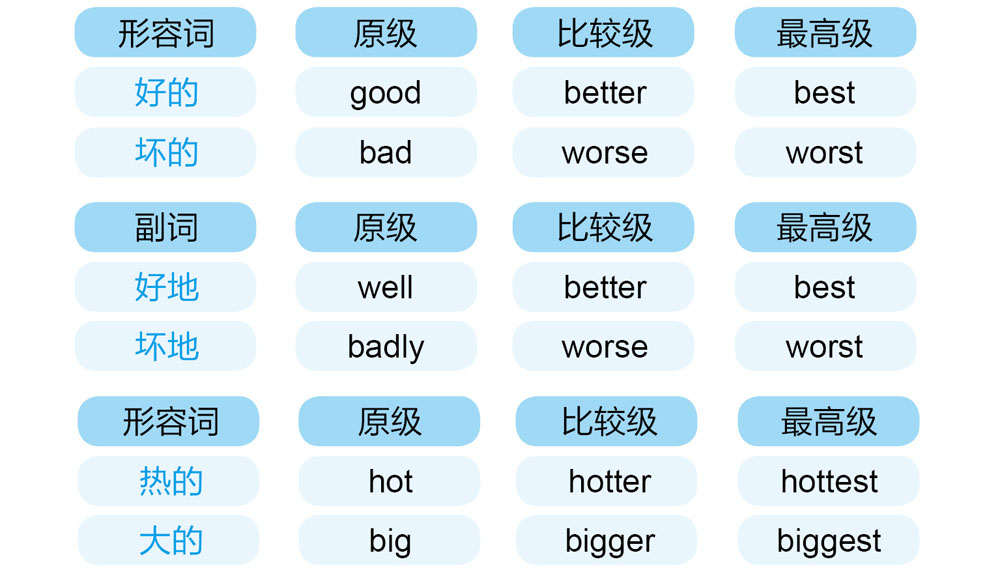 形容词 原级 比较级 最高级
好的 good better best
坏的 bad worse worst
副词 原级 比较级 最高级
好地 well better best
坏地 badly worse worst
形容词 原级 比较级 最高级
热的 hot hotter hottest
大的 big bigger biggest